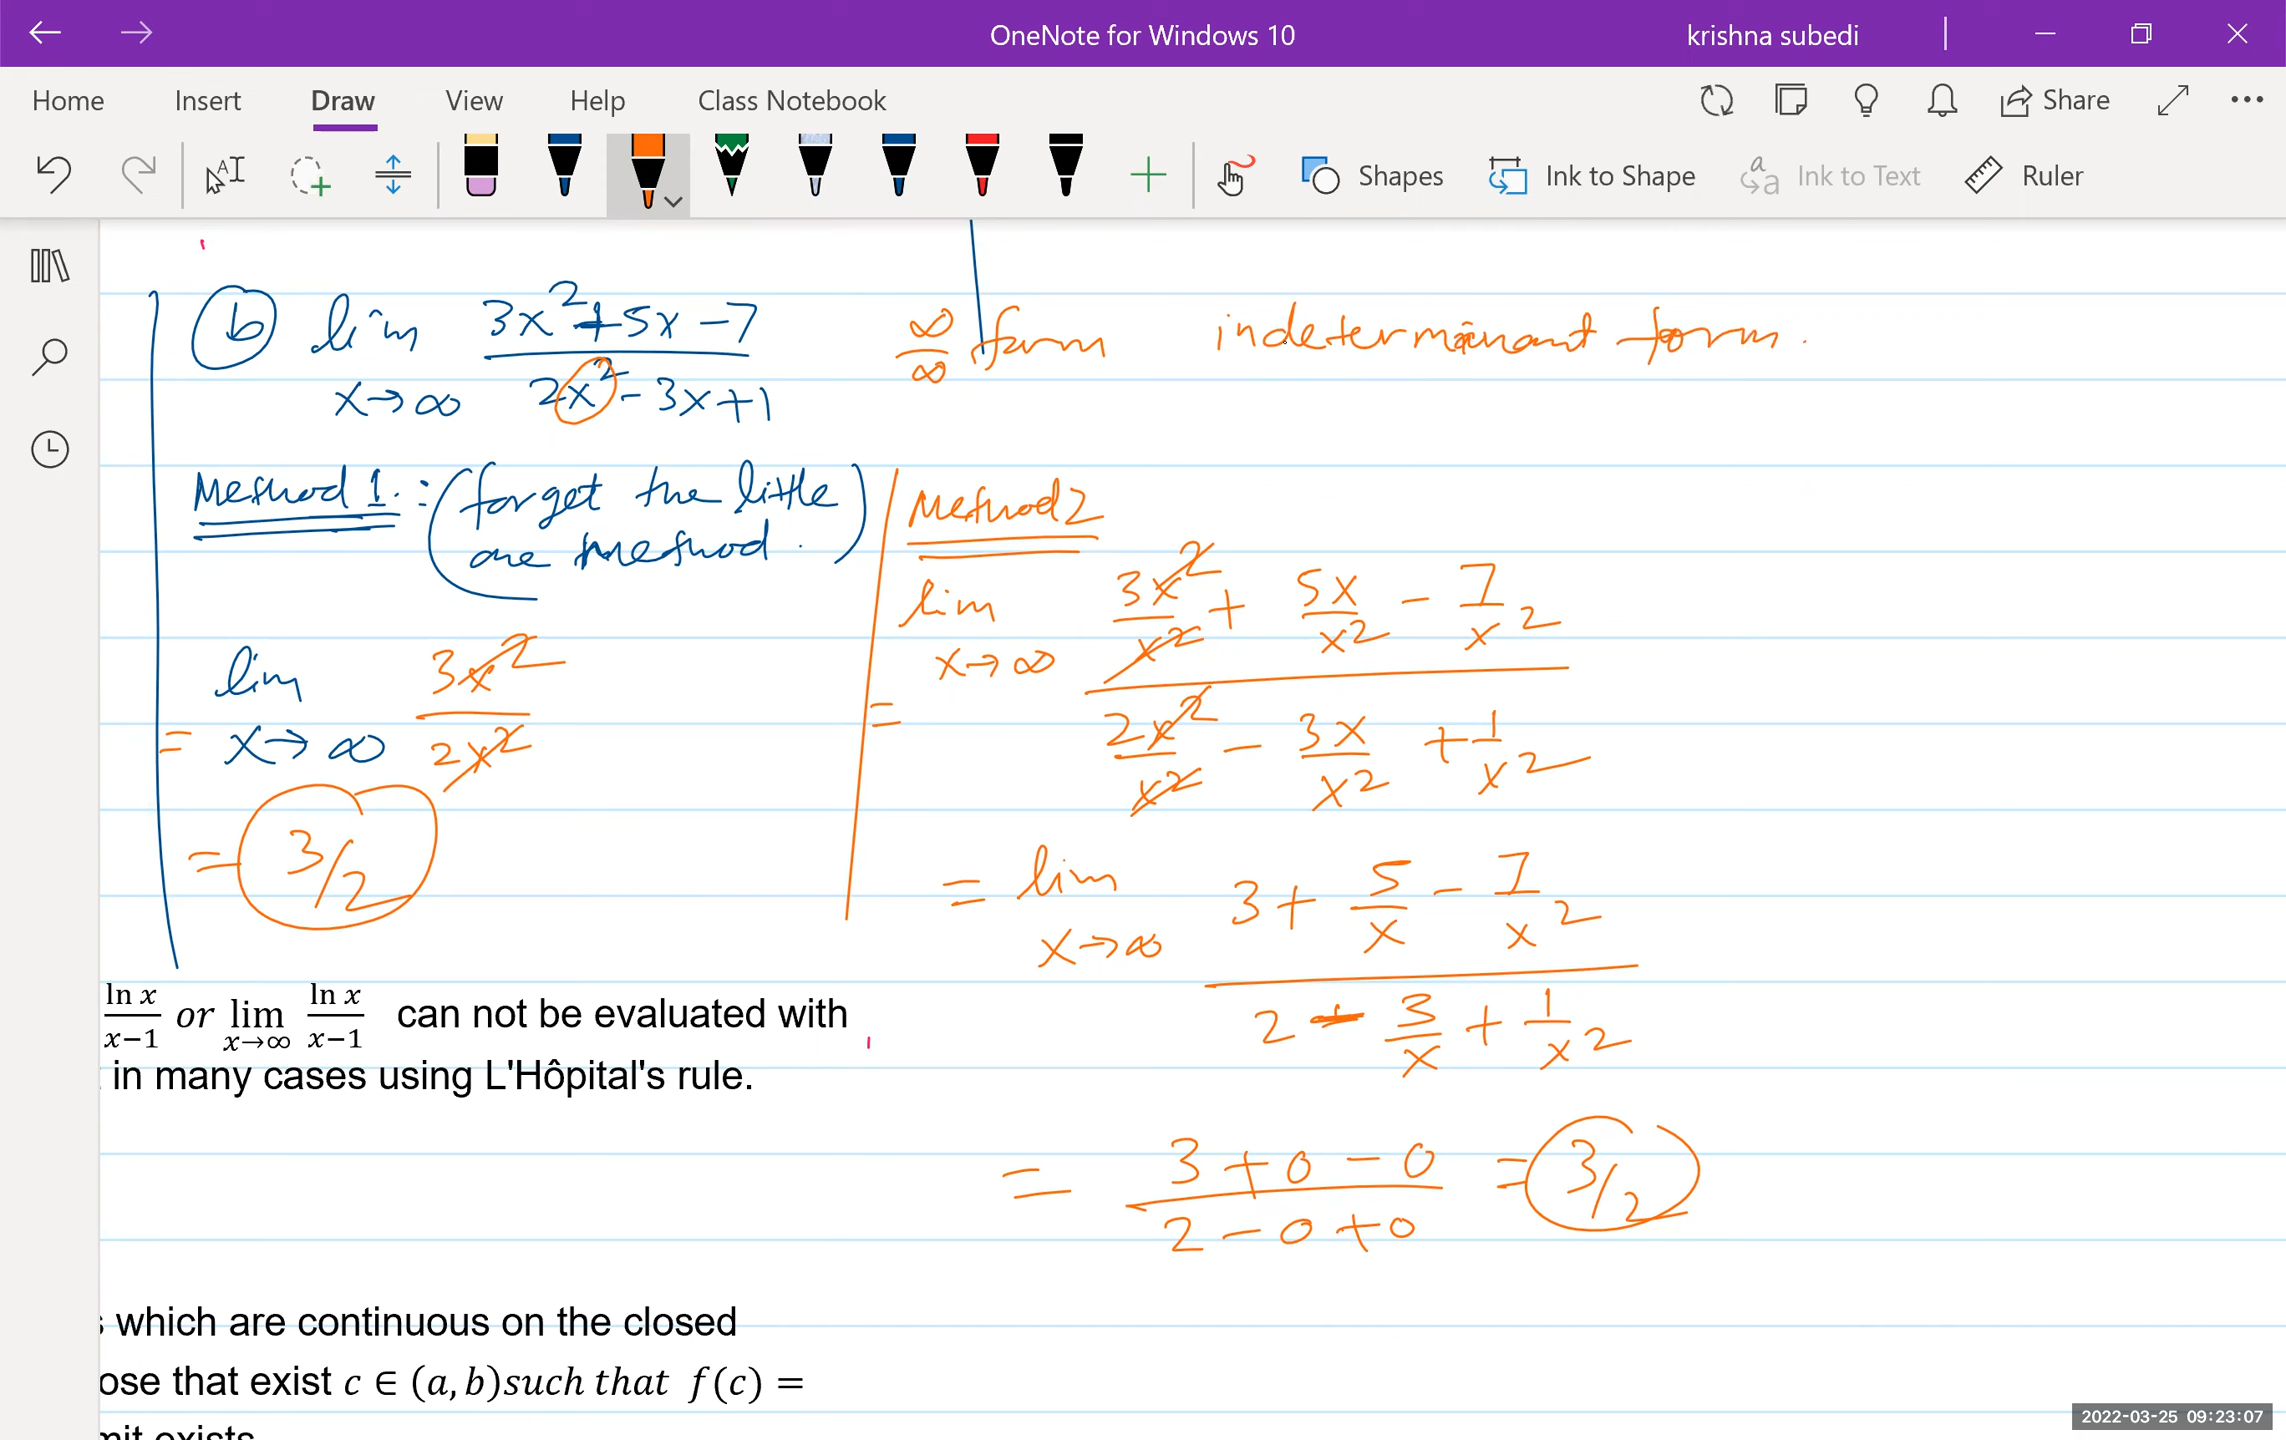 OneNote for Windows 10
krishna subedi
Home Insert Draw View Help Class Notebook Share
Shapes Ink to Shape Ink to Text Ruler
(b) lim x→∞ (3x²+5x-7)/(2x²-3x+1)
∞/∞ form indeterminant form.
Method 1. : (forget the little
one method.)
lim
= x→∞ 3x²/2x²
= 3/2
Method 2
lim x→∞ (3x²/x² + 5x/x² - 7/x²)
=
(2x²/x² - 3x/x² + 1/x²)
= lim x→∞ (3 + 5/x - 7/x²)
(2 - 3/x + 1/x²)
= (3+0-0)/(2-0+0) = 3/2
ln x/x−1 or lim x→∞ ln x/x−1 can not be evaluated with
in many cases using L'Hôpital's rule.
which are continuous on the closed
ose that exist c ∈ (a, b)such that f(c) =
mit exists
2022-03-25 09:23:07